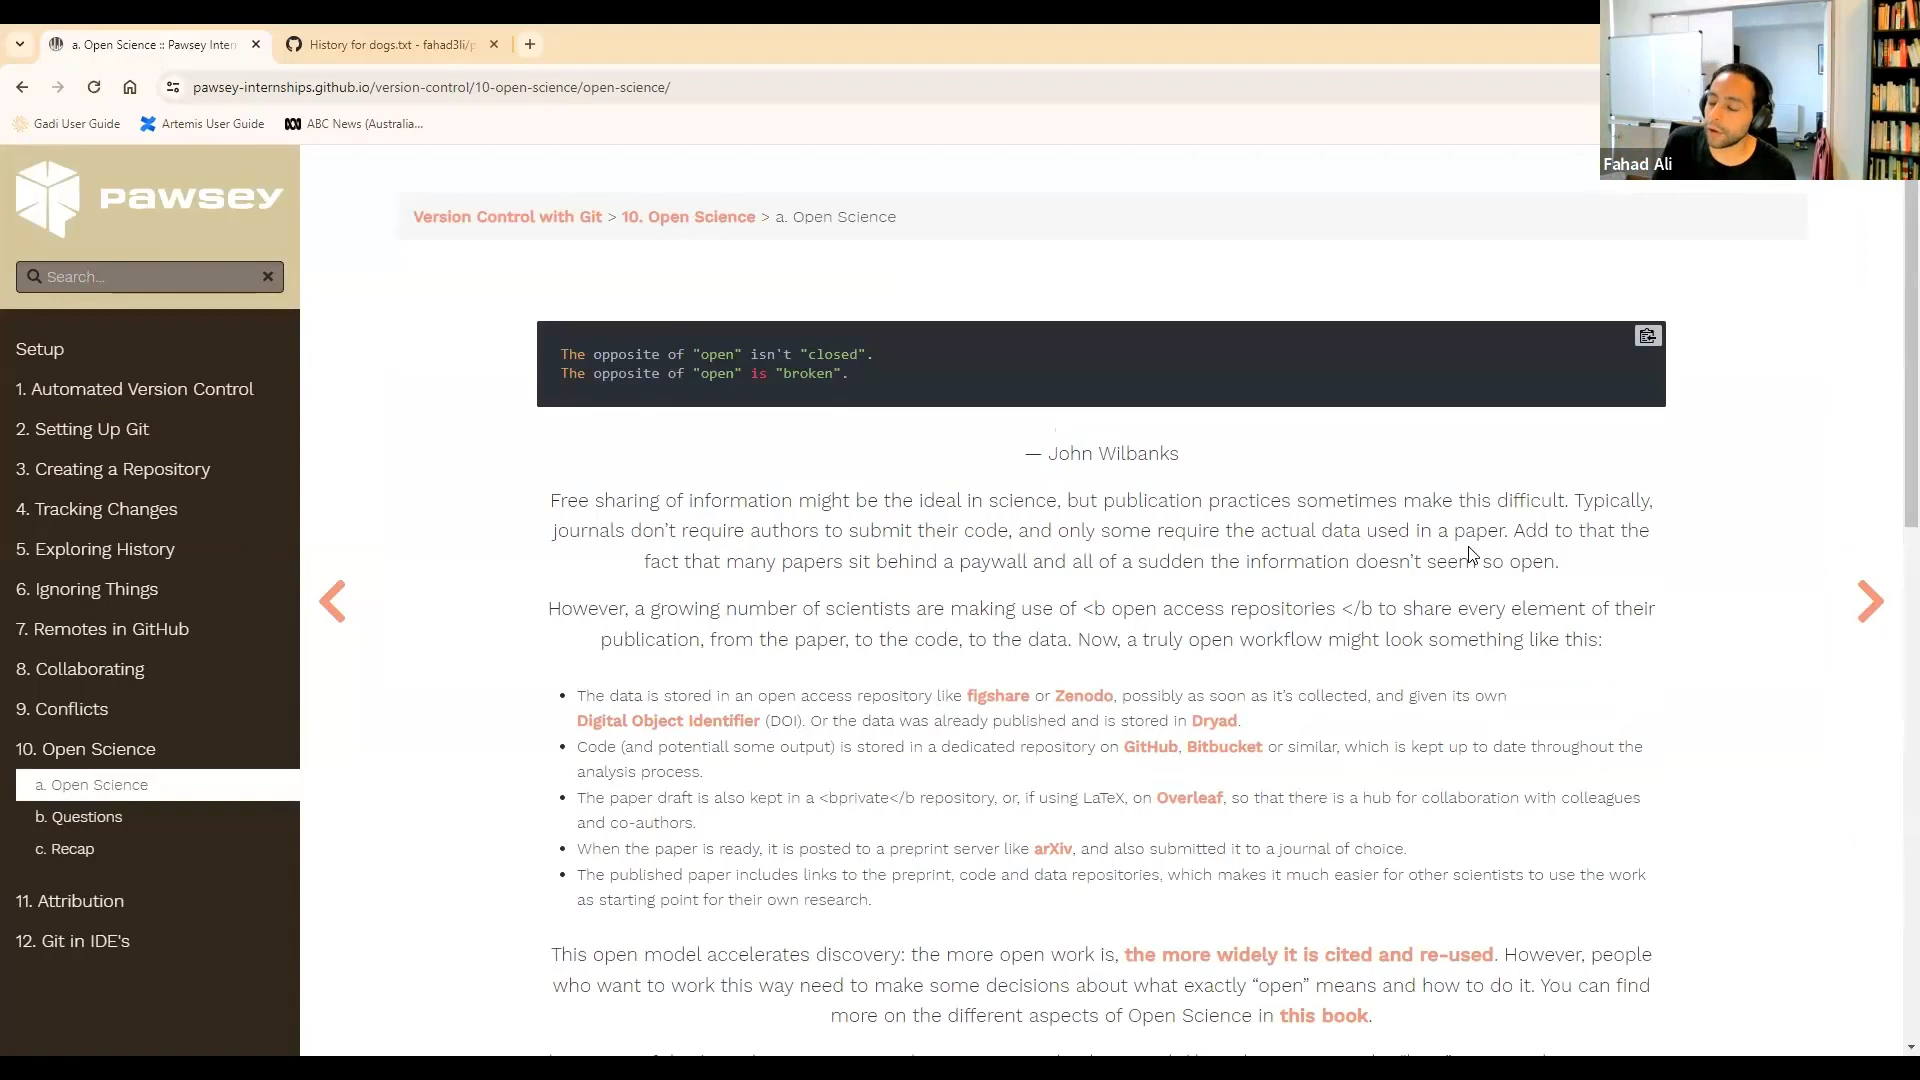 a. Open Science :: Pawsey Inter
History for dogs.txt - fahad3li/p
pawsey-internships.github.io/version-control/10-open-science/open-science/
Gadi User Guide
Artemis User Guide
ABC News (Australia...
Fahad Ali
PAWSEY
Search...
Setup
1. Automated Version Control
2. Setting Up Git
3. Creating a Repository
4. Tracking Changes
5. Exploring History
6. Ignoring Things
7. Remotes in GitHub
8. Collaborating
9. Conflicts
10. Open Science
a. Open Science
b. Questions
c. Recap
11. Attribution
12. Git in IDE's
Version Control with Git > 10. Open Science > a. Open Science
The opposite of "open" isn't "closed".
The opposite of "open" is "broken".
— John Wilbanks
Free sharing of information might be the ideal in science, but publication practices sometimes make this difficult. Typically,
journals don't require authors to submit their code, and only some require the actual data used in a paper. Add to that the
fact that many papers sit behind a paywall and all of a sudden the information doesn't seem so open.
However, a growing number of scientists are making use of <b open access repositories </b to share every element of their
publication, from the paper, to the code, to the data. Now, a truly open workflow might look something like this:
• The data is stored in an open access repository like figshare or Zenodo, possibly as soon as it's collected, and given its own
Digital Object Identifier (DOI). Or the data was already published and is stored in Dryad.
• Code (and potentiall some output) is stored in a dedicated repository on GitHub, Bitbucket or similar, which is kept up to date throughout the
analysis process.
• The paper draft is also kept in a <bprivate</b repository, or, if using LaTeX, on Overleaf, so that there is a hub for collaboration with colleagues
and co-authors.
• When the paper is ready, it is posted to a preprint server like arXiv, and also submitted it to a journal of choice.
• The published paper includes links to the preprint, code and data repositories, which makes it much easier for other scientists to use the work
as starting point for their own research.
This open model accelerates discovery: the more open work is, the more widely it is cited and re-used. However, people
who want to work this way need to make some decisions about what exactly “open” means and how to do it. You can find
more on the different aspects of Open Science in this book.